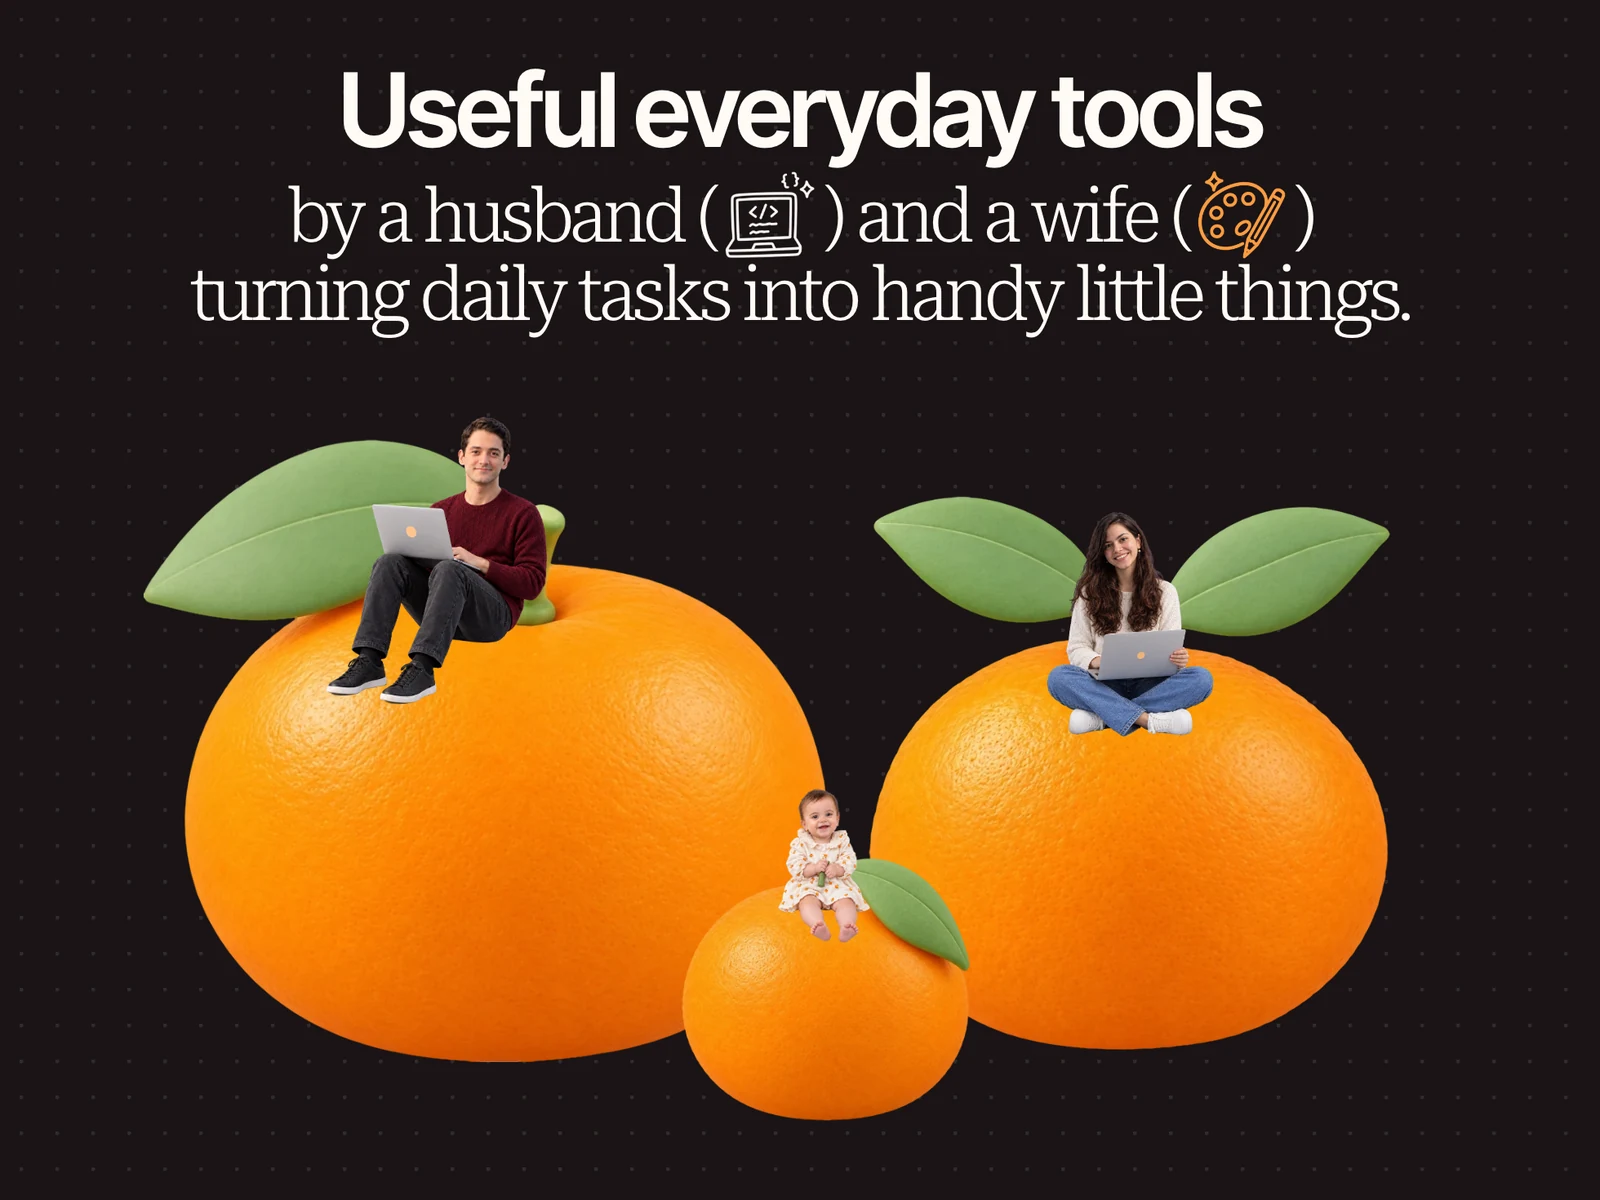 Useful everyday tools
by a husband ( </> {} ) and a wife ( )
turning daily tasks into handy little things.